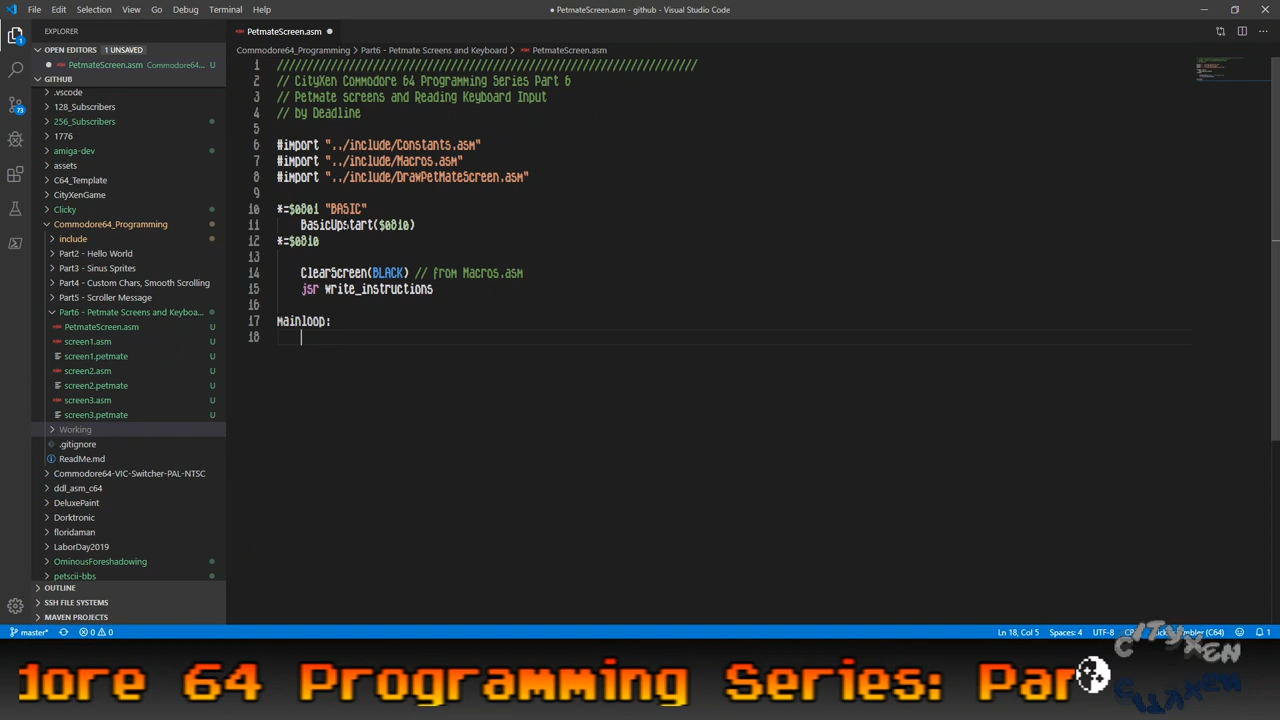 File Edit Selection View Go Debug Terminal Help
● PetmateScreen.asm - github - Visual Studio Code
EXPLORER
OPEN EDITORS 1 UNSAVED
● PetmateScreen.asm Commodore64_...
GITHUB
.vscode
128_Subscribers
256_Subscribers
1776
amiga-dev
assets
C64_Template
CityXenGame
Clicky
Commodore64_Programming
include
Part2 - Hello World
Part3 - Sinus Sprites
Part4 - Custom Chars, Smooth Scrolling
Part5 - Scroller Message
Part6 - Petmate Screens and Keyboa... U
PetmateScreen.asm U
screen1.asm U
screen1.petmate U
screen2.asm U
screen2.petmate U
screen3.asm U
screen3.petmate U
Working
.gitignore
ReadMe.md
Commodore64-VIC-Switcher-PAL-NTSC
ddl_asm_c64
DeluxePaint
Dorktronic
floridaman
LaborDay2019
OminousForeshadowing
petscii-bbs
OUTLINE
SSH FILE SYSTEMS
MAVEN PROJECTS
73
PetmateScreen.asm ●
Commodore64_Programming > Part6 - Petmate Screens and Keyboard > PetmateScreen.asm
1 //////////////////////////////////////////////////////////////////////
2 // CityXen Commodore 64 Programming Series Part 6
3 // Petmate screens and Reading Keyboard Input
4 // by Deadline
5
6 #import "../include/Constants.asm"
7 #import "../include/Macros.asm"
8 #import "../include/DrawPetMateScreen.asm"
9
10 *=$0801 "BASIC"
11 BasicUpstart($0810)
12 *=$0810
13
14 ClearScreen(BLACK) // from Macros.asm
15 jsr write_instructions
16
17 mainloop:
18
master* 0 0 Ln 18, Col 5 Spaces: 4 UTF-8 (C64) 1
dore 64 Programming Series: Par
CITYXEN